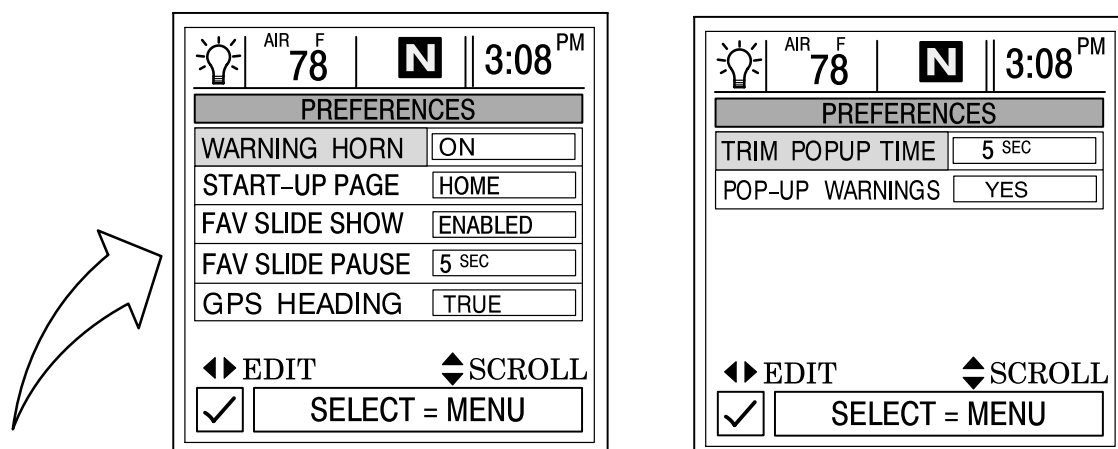 AIR F
78 N 3:08 PM
PREFERENCES
WARNING HORN ON
START–UP PAGE HOME
FAV SLIDE SHOW ENABLED
FAV SLIDE PAUSE 5 SEC
GPS HEADING TRUE
EDIT SCROLL
SELECT = MENU
AIR F
78 N 3:08 PM
PREFERENCES
TRIM POPUP TIME 5 SEC
POP–UP WARNINGS YES
EDIT SCROLL
SELECT = MENU